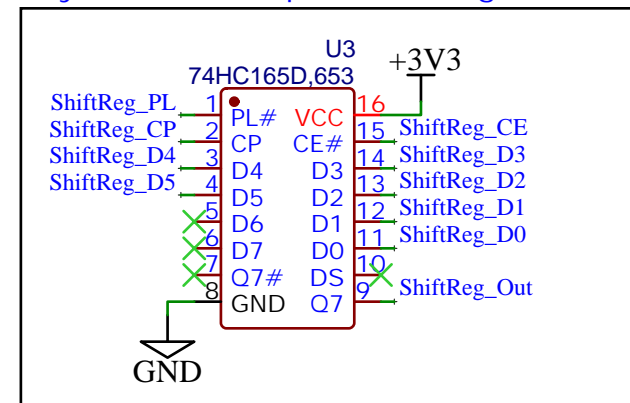 U3
74HC165D,653
+3V3
ShiftReg_PL 1 PL# VCC 16
ShiftReg_CP 2 CP CE# 15 ShiftReg_CE
ShiftReg_D4 3 D4 D3 14 ShiftReg_D3
ShiftReg_D5 4 D5 D2 13 ShiftReg_D2
5 D6 D1 12 ShiftReg_D1
6 D7 D0 11 ShiftReg_D0
7 Q7# DS 10
8 GND Q7 9 ShiftReg_Out
GND